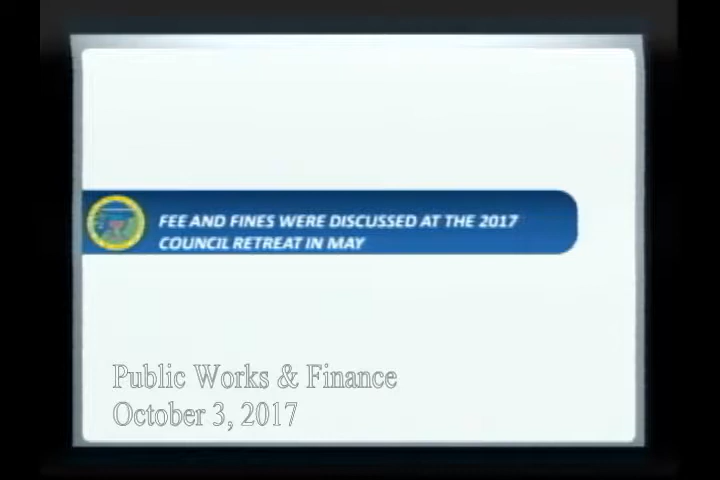 FEE AND FINES WERE DISCUSSED AT THE 2017
COUNCIL RETREAT IN MAY
Public Works & Finance
October 3, 2017